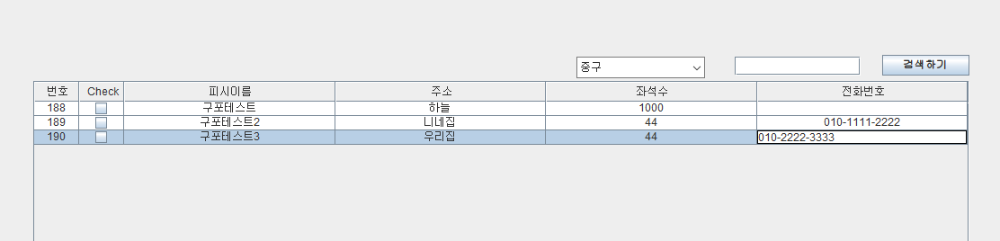 중구 검색하기
번호 Check 피시이름 주소 좌석수 전화번호
188 구포테스트 하늘 1000
189 구포테스트2 니네집 44 010-1111-2222
190 구포테스트3 우리집 44 010-2222-3333